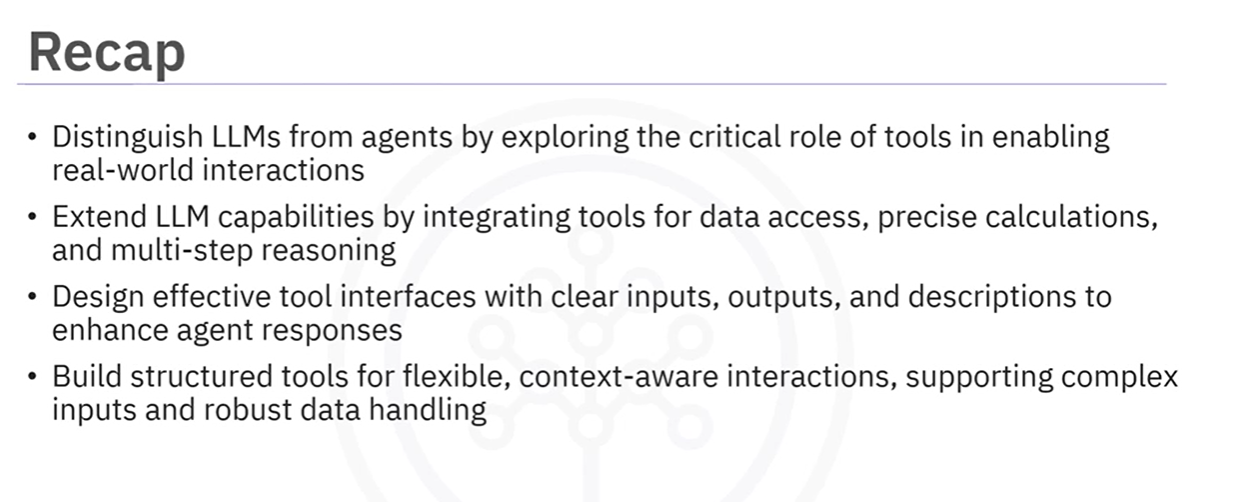 Recap
• Distinguish LLMs from agents by exploring the critical role of tools in enabling
real-world interactions
• Extend LLM capabilities by integrating tools for data access, precise calculations,
and multi-step reasoning
• Design effective tool interfaces with clear inputs, outputs, and descriptions to
enhance agent responses
• Build structured tools for flexible, context-aware interactions, supporting complex
inputs and robust data handling